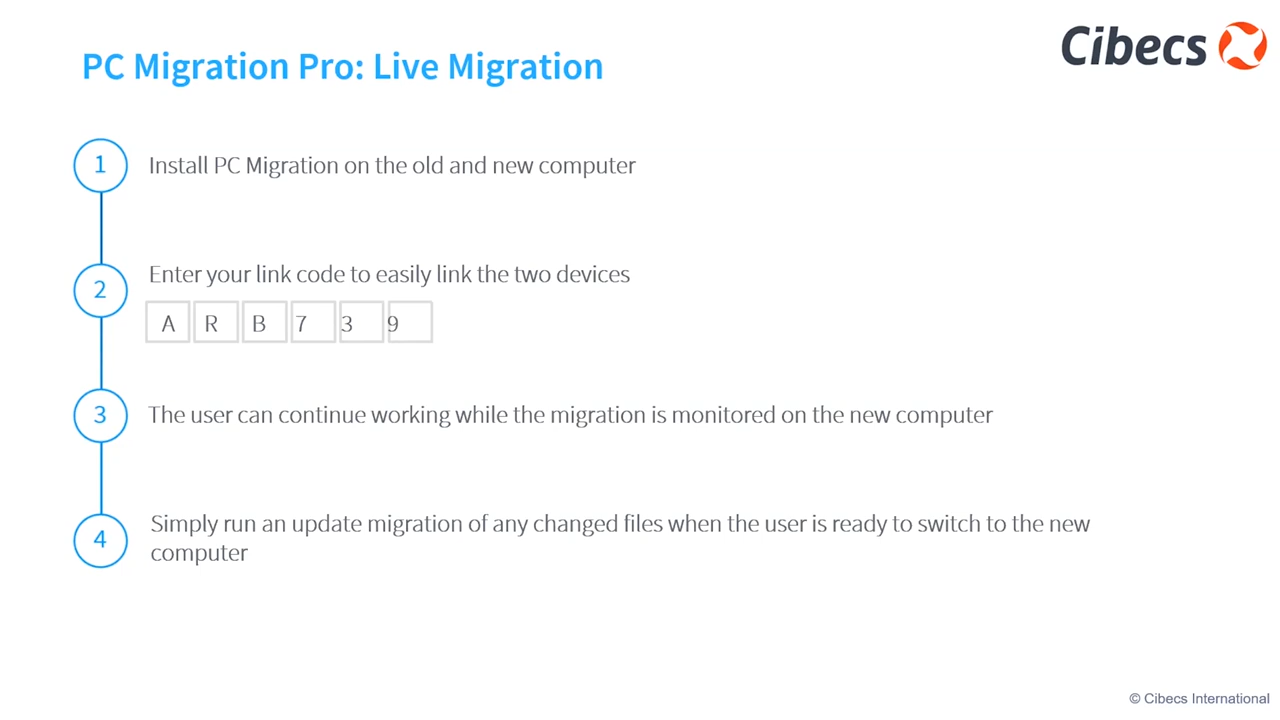 Cibecs
PC Migration Pro: Live Migration
1
Install PC Migration on the old and new computer
2
Enter your link code to easily link the two devices
A R B 7 3 9
3
The user can continue working while the migration is monitored on the new computer
4
Simply run an update migration of any changed files when the user is ready to switch to the new
computer
© Cibecs International